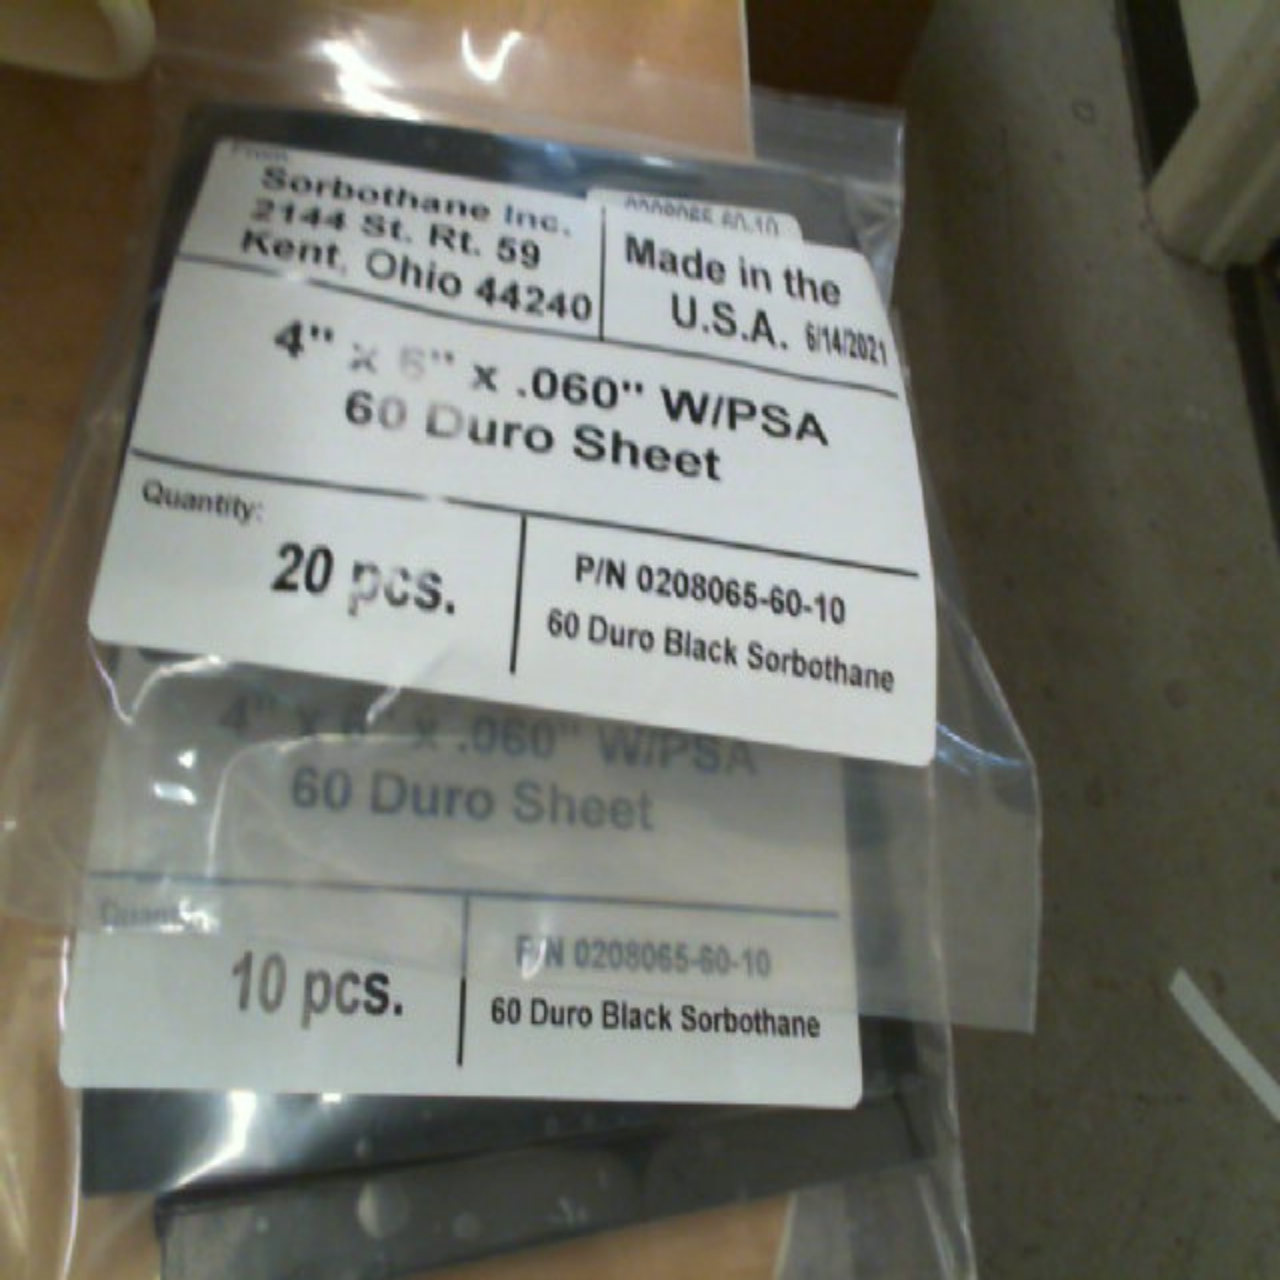 From:
Sorbothane Inc.
2144 St. Rt. 59
Kent, Ohio 44240
Made in the
U.S.A. 6/14/2021
4" x 6" x .060" W/PSA
60 Duro Sheet
Quantity:
20 pcs.
P/N 0208065-60-10
60 Duro Black Sorbothane
4" x 6" x .060" W/PSA
60 Duro Sheet
Quantity:
10 pcs.
P/N 0208065-60-10
60 Duro Black Sorbothane